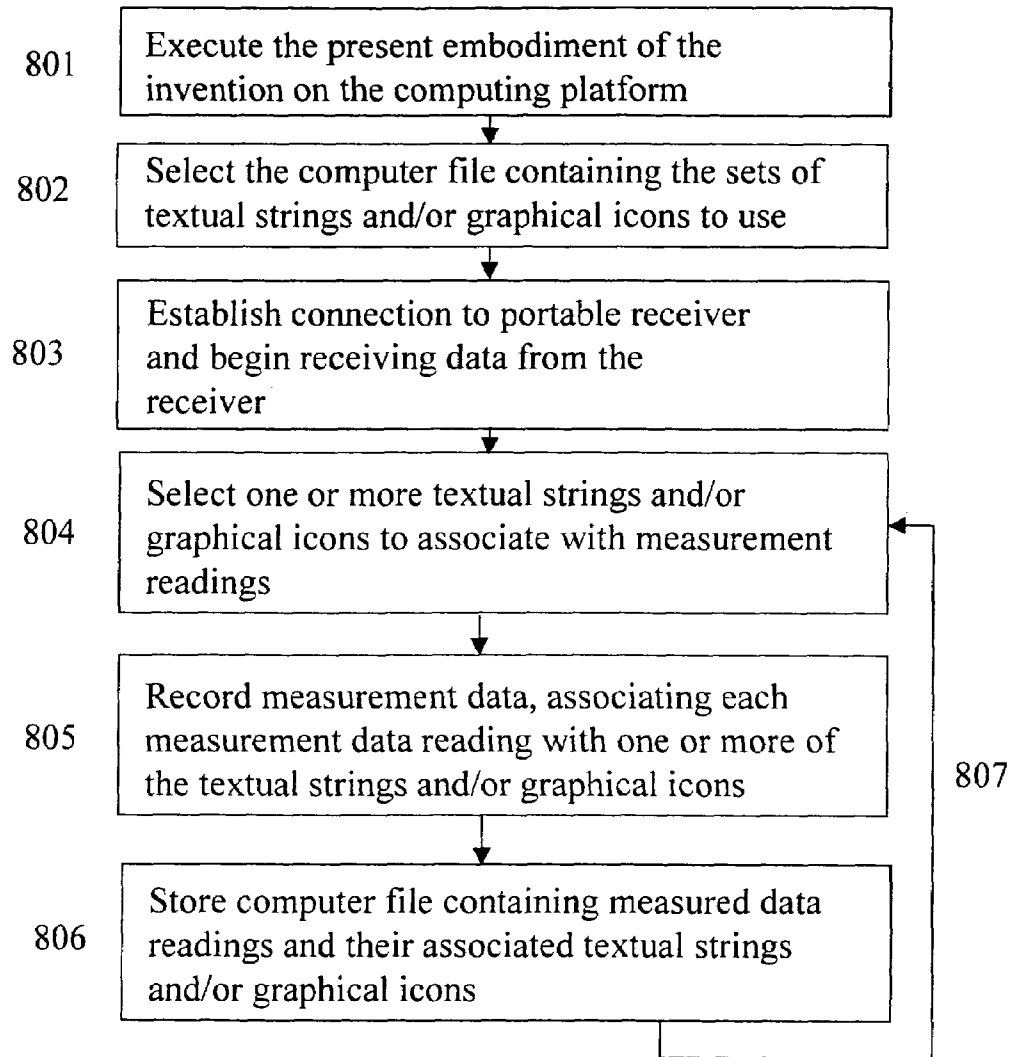 801
Execute the present embodiment of the
invention on the computing platform
802
Select the computer file containing the sets of
textual strings and/or graphical icons to use
803
Establish connection to portable receiver
and begin receiving data from the
receiver
804
Select one or more textual strings and/or
graphical icons to associate with measurement
readings
805
Record measurement data, associating each
measurement data reading with one or more of
the textual strings and/or graphical icons
807
806
Store computer file containing measured data
readings and their associated textual strings
and/or graphical icons